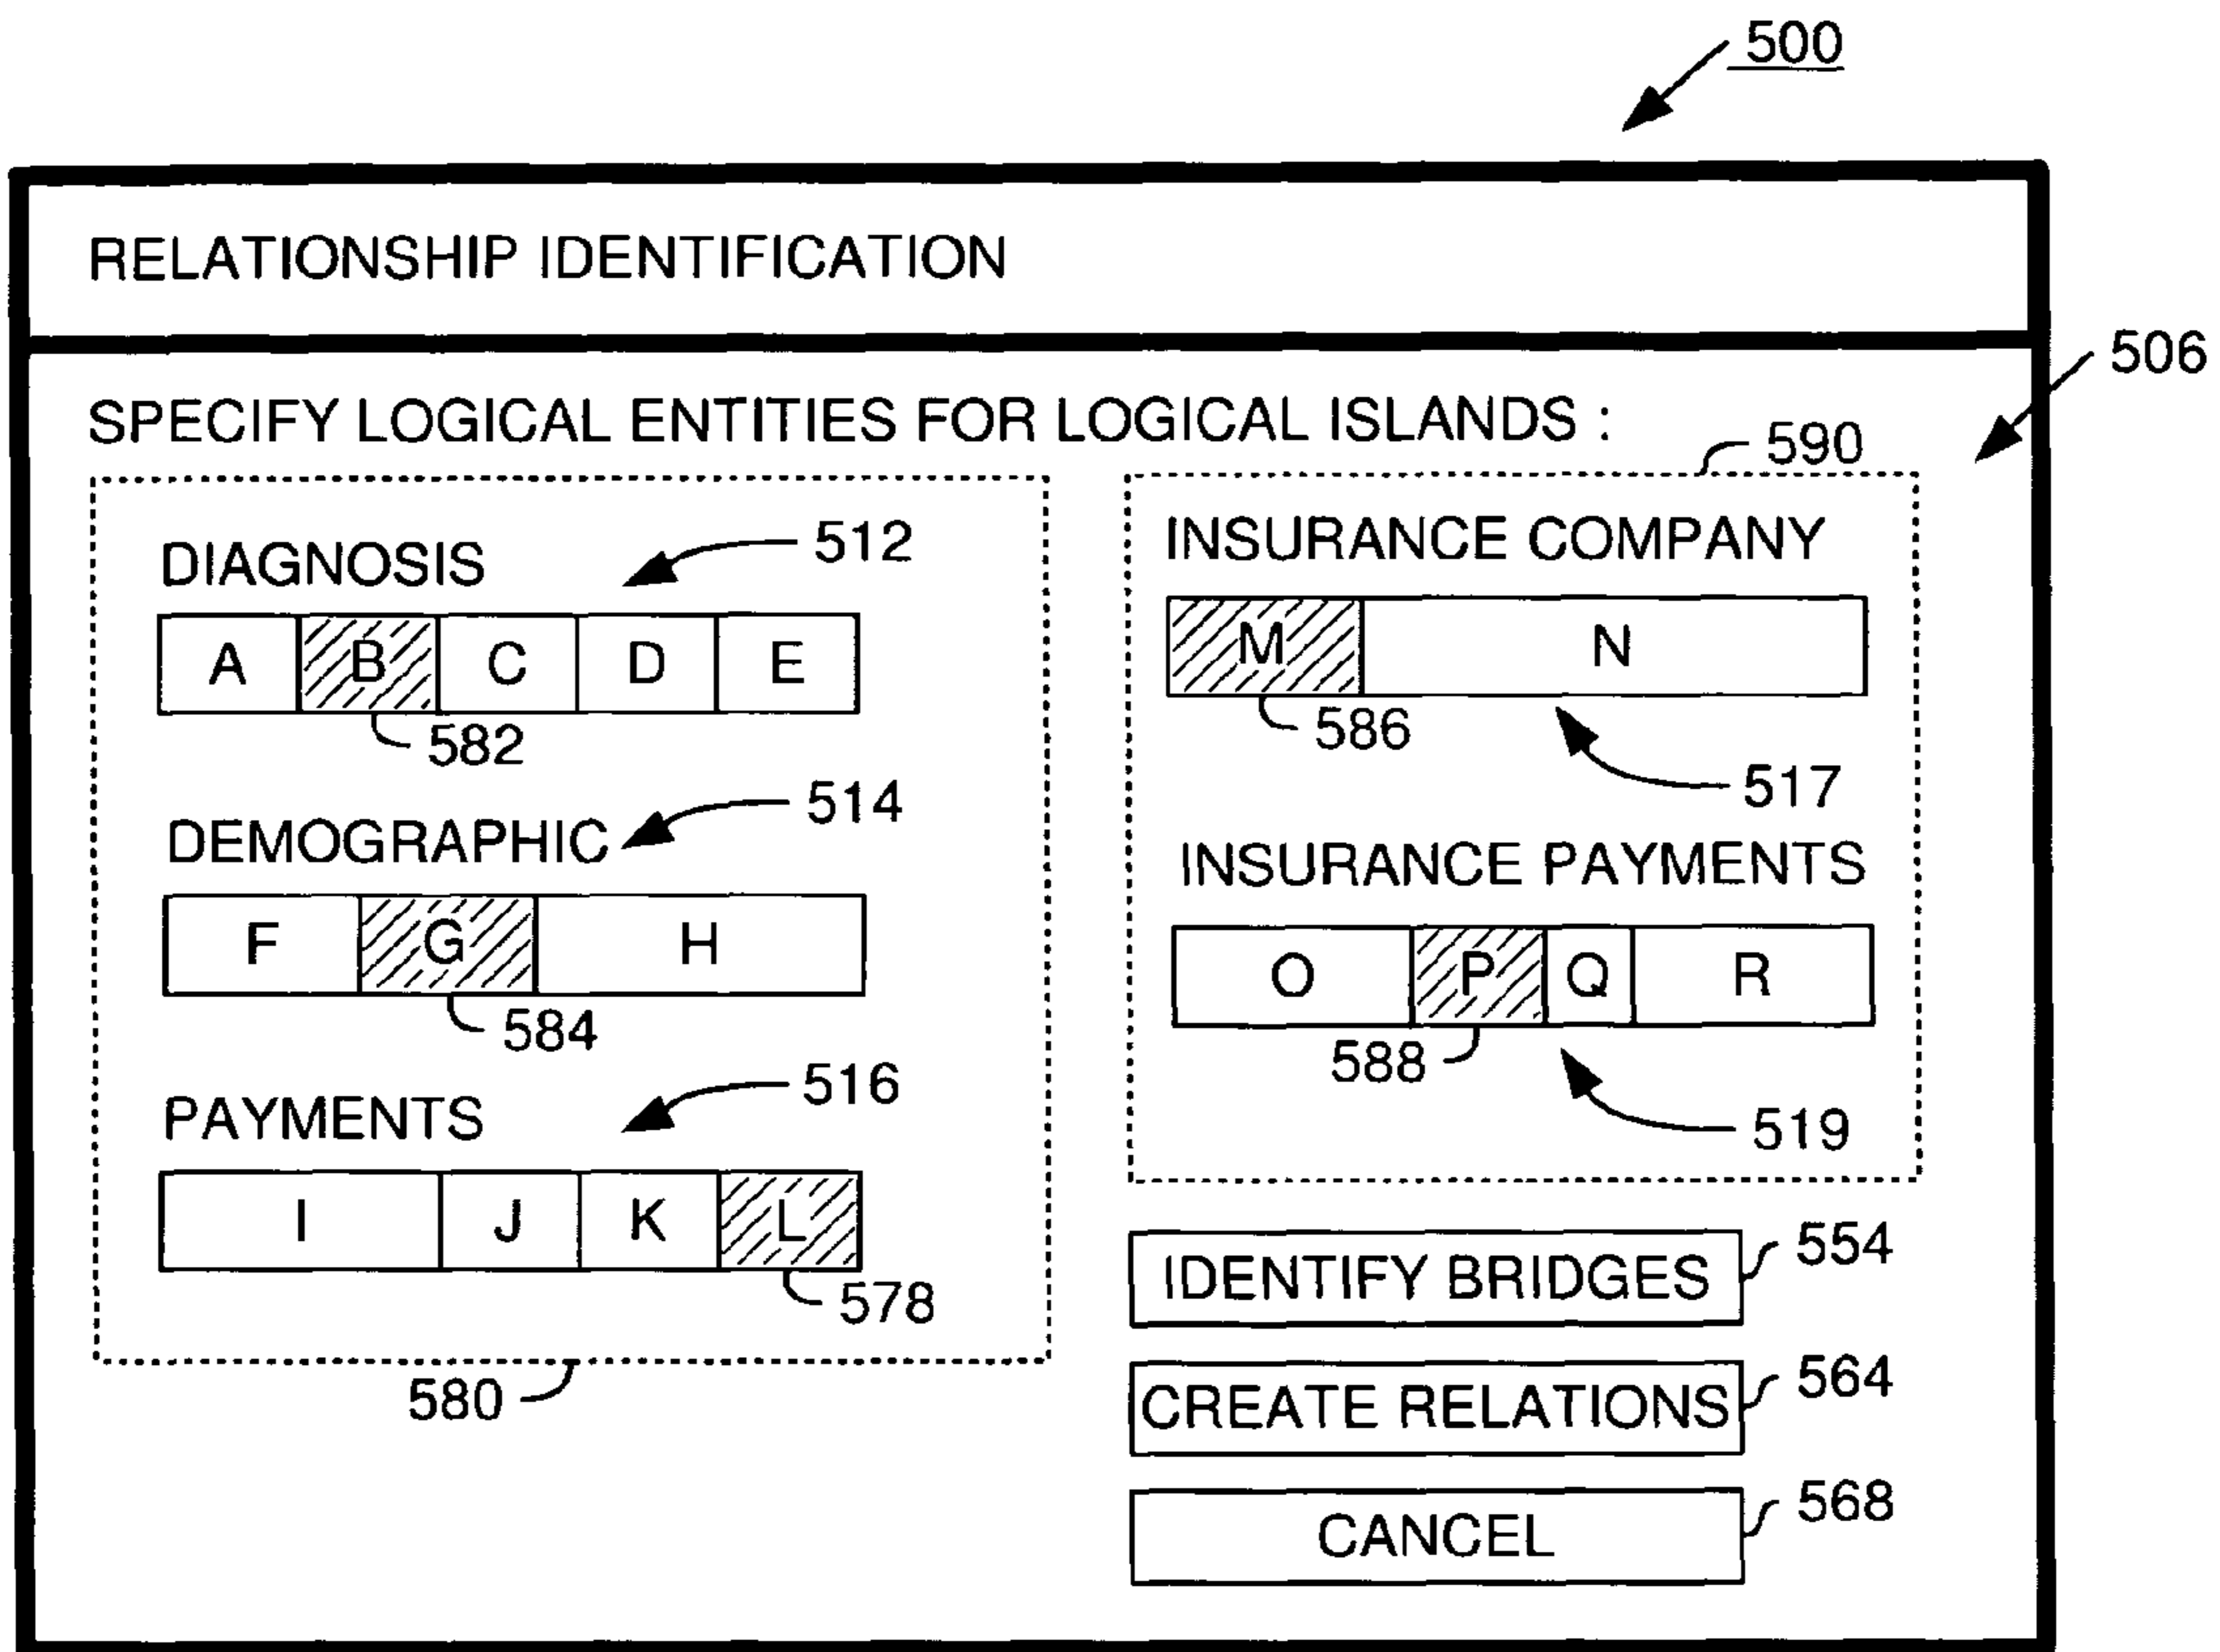 500
RELATIONSHIP IDENTIFICATION
506
SPECIFY LOGICAL ENTITIES FOR LOGICAL ISLANDS :
590
DIAGNOSIS
512
A B C D E
582
DEMOGRAPHIC
514
F G H
584
PAYMENTS
516
I J K L
578
580
INSURANCE COMPANY
M N
586
517
INSURANCE PAYMENTS
O P Q R
588
519
IDENTIFY BRIDGES
554
CREATE RELATIONS
564
CANCEL
568